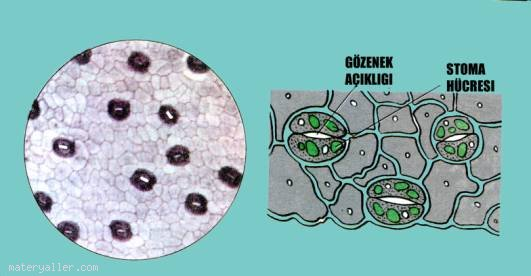 GÖZENEK
AÇIKLIGI
STOMA
HÜCRESI
materyaller.com